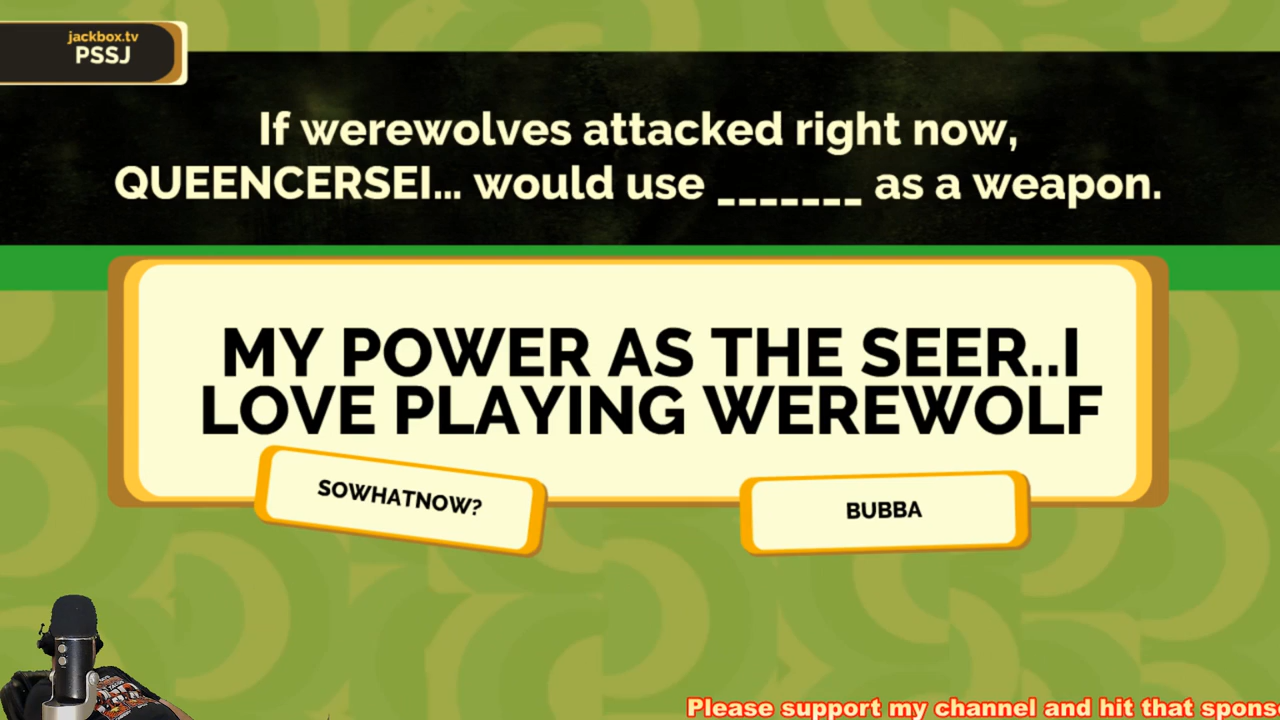 jackbox.tv
PSSJ
If werewolves attacked right now,
QUEENCERSEI... would use _______ as a weapon.
MY POWER AS THE SEER..I
LOVE PLAYING WEREWOLF
SOWHATNOW?
BUBBA
Please support my channel and hit that spons